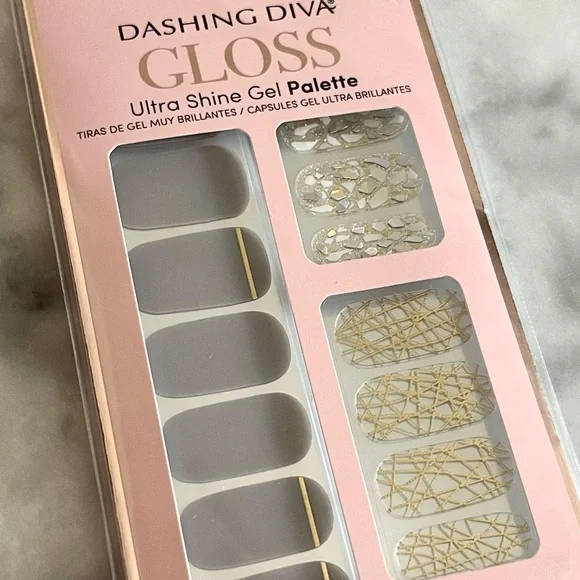 DASHING DIVA®
GLOSS
Ultra Shine Gel Palette
TIRAS DE GEL MUY BRILLANTES / CAPSULES GEL ULTRA BRILLANTES